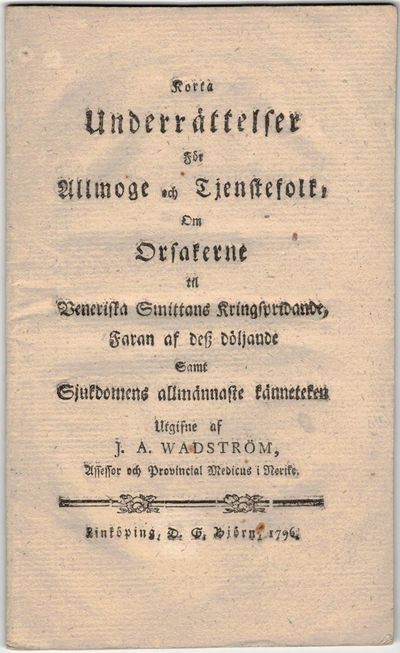 Korta
Underrättelser
För
Allmoge och Tjenstefolk,
Om
Orsakerne
til
Veneriska Smittans Kringspridande,
Faran af deß döljande
Samt
Sjukdomens allmännaste känneteken
Utgifne af
J. A. WADSTRÖM,
Assessor och Provincial Medicus i Nerike.
Linköping, D. G. Björn, 1796.